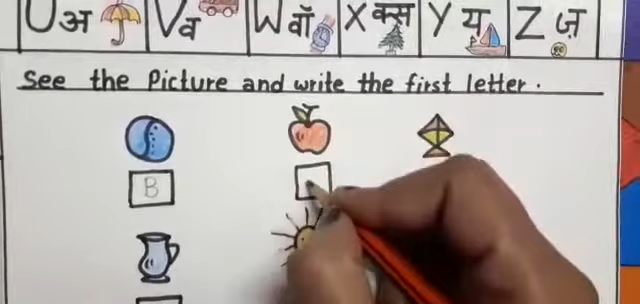 U अ V व W वॉ X क्स Y य Z ज़
See the Picture and write the first letter.
B